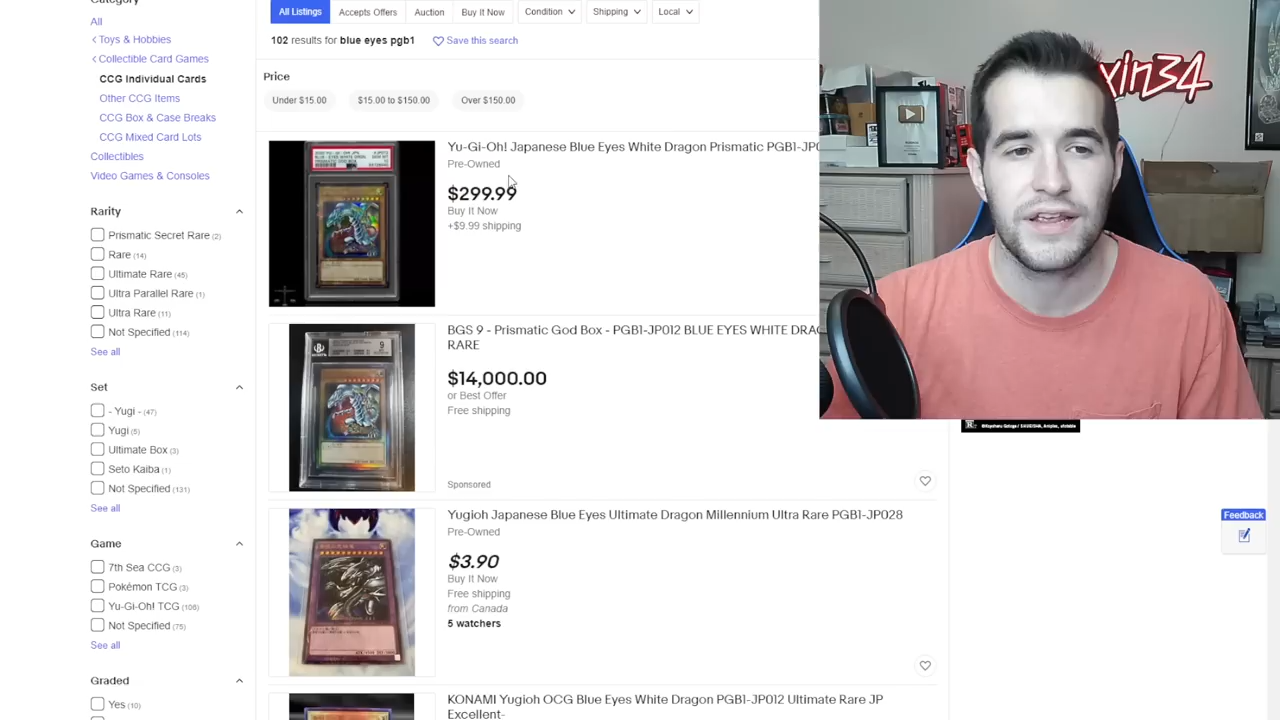 Category
All
Toys & Hobbies
Collectible Card Games
CCG Individual Cards
Other CCG Items
CCG Box & Case Breaks
CCG Mixed Card Lots
Collectibles
Video Games & Consoles
Rarity
Prismatic Secret Rare (2)
Rare (14)
Ultimate Rare (45)
Ultra Parallel Rare (1)
Ultra Rare (11)
Not Specified (114)
See all
Set
- Yugi - (47)
Yugi (5)
Ultimate Box (3)
Seto Kaiba (1)
Not Specified (131)
See all
Game
7th Sea CCG (3)
Pokémon TCG (3)
Yu-Gi-Oh! TCG (106)
Not Specified (75)
See all
Graded
Yes (10)
All Listings Accepts Offers Auction Buy It Now Condition Shipping Local
102 results for blue eyes pgb1 Save this search
Price
Under $15.00 $15.00 to $150.00 Over $150.00
Yu-Gi-Oh! Japanese Blue Eyes White Dragon Prismatic PGB1-JP0
Pre-Owned
$299.99
Buy It Now
+$9.99 shipping
BGS 9 - Prismatic God Box - PGB1-JP012 BLUE EYES WHITE DRAG
RARE
$14,000.00
or Best Offer
Free shipping
Sponsored
9
Yugioh Japanese Blue Eyes Ultimate Dragon Millennium Ultra Rare PGB1-JP028
Pre-Owned
$3.90
Buy It Now
Free shipping
from Canada
5 watchers
KONAMI Yugioh OCG Blue Eyes White Dragon PGB1-JP012 Ultimate Rare JP
Excellent-
xin34
Feedback